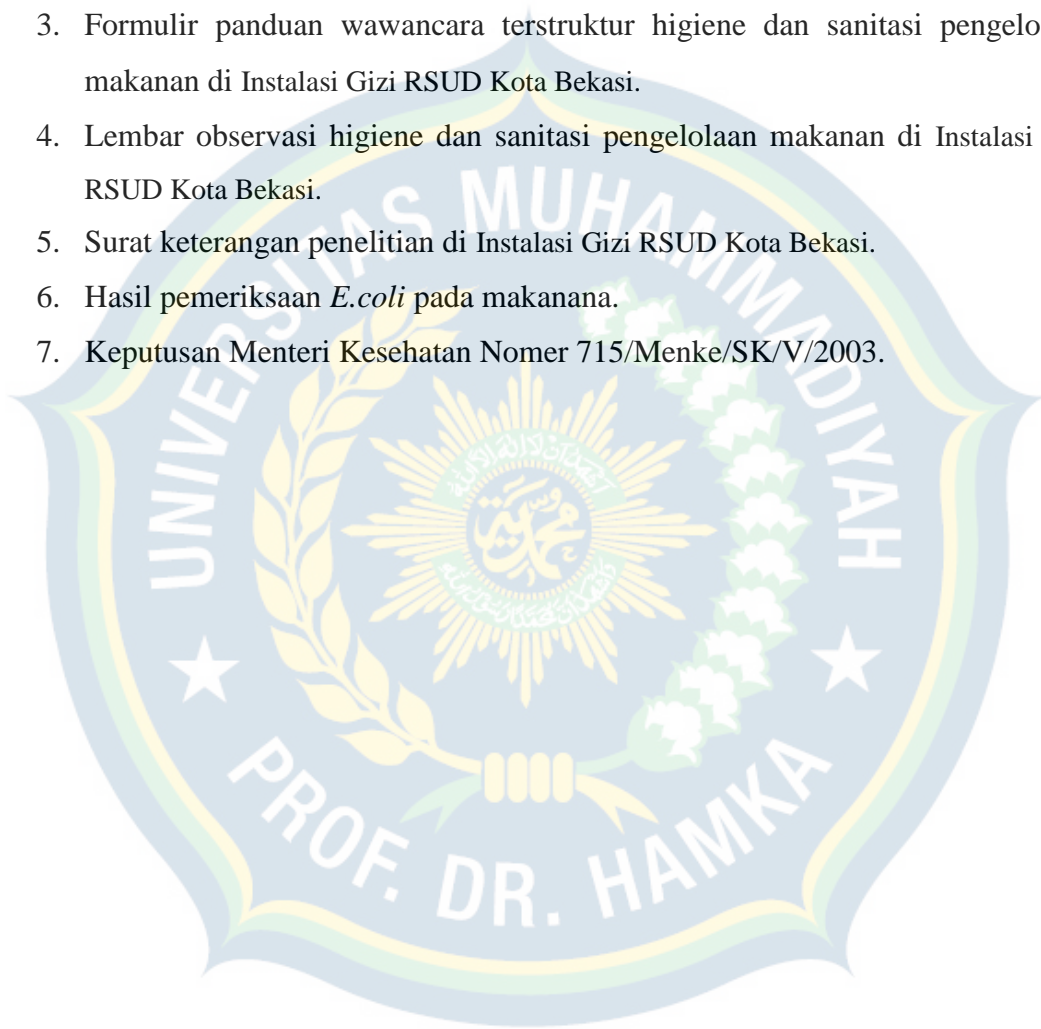 3. Formulir panduan wawancara terstruktur higiene dan sanitasi pengelo
makanan di Instalasi Gizi RSUD Kota Bekasi.
4. Lembar observasi higiene dan sanitasi pengelolaan makanan di Instalasi
RSUD Kota Bekasi.
5. Surat keterangan penelitian di Instalasi Gizi RSUD Kota Bekasi.
6. Hasil pemeriksaan E.coli pada makanana.
7. Keputusan Menteri Kesehatan Nomer 715/Menke/SK/V/2003.
UNIVERSITAS MUHAMMADIYAH
PROF. DR. HAMKA